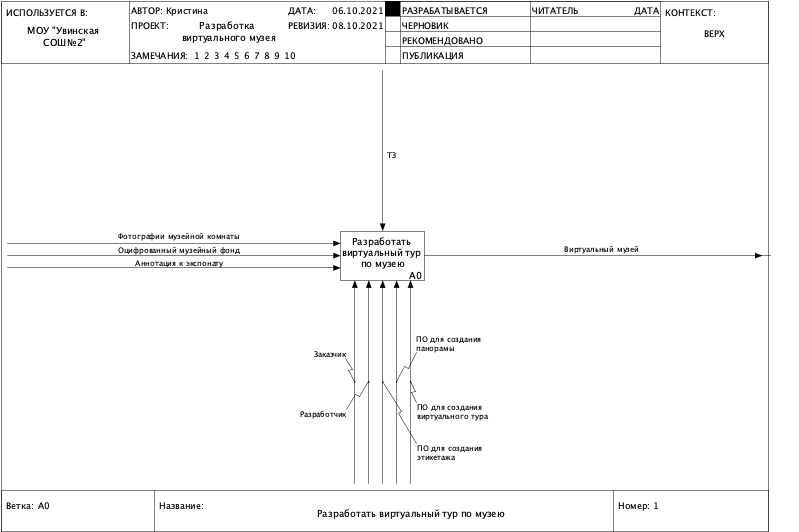 ИСПОЛЬЗУЕТСЯ В:
МОУ "Увинская
СОШ№2"
АВТОР: Кристина
ДАТА: 06.10.2021
ПРОЕКТ: Разработка
виртуального музея
РЕВИЗИЯ: 08.10.2021
ЗАМЕЧАНИЯ: 1 2 3 4 5 6 7 8 9 10
РАЗРАБАТЫВАЕТСЯ
ЧЕРНОВИК
РЕКОМЕНДОВАНО
ПУБЛИКАЦИЯ
ЧИТАТЕЛЬ ДАТА
КОНТЕКСТ:
ВЕРХ
ТЗ
Фотографии музейной комнаты
Оцифрованный музейный фонд
Аннотация к экспонату
Разработать
виртуальный тур
по музею
A0
Виртуальный музей
Заказчик
Разработчик
ПО для создания
панорамы
ПО для создания
виртуального тура
ПО для создания
этикетажа
Ветка: A0
Название:
Разработать виртуальный тур по музею
Номер: 1